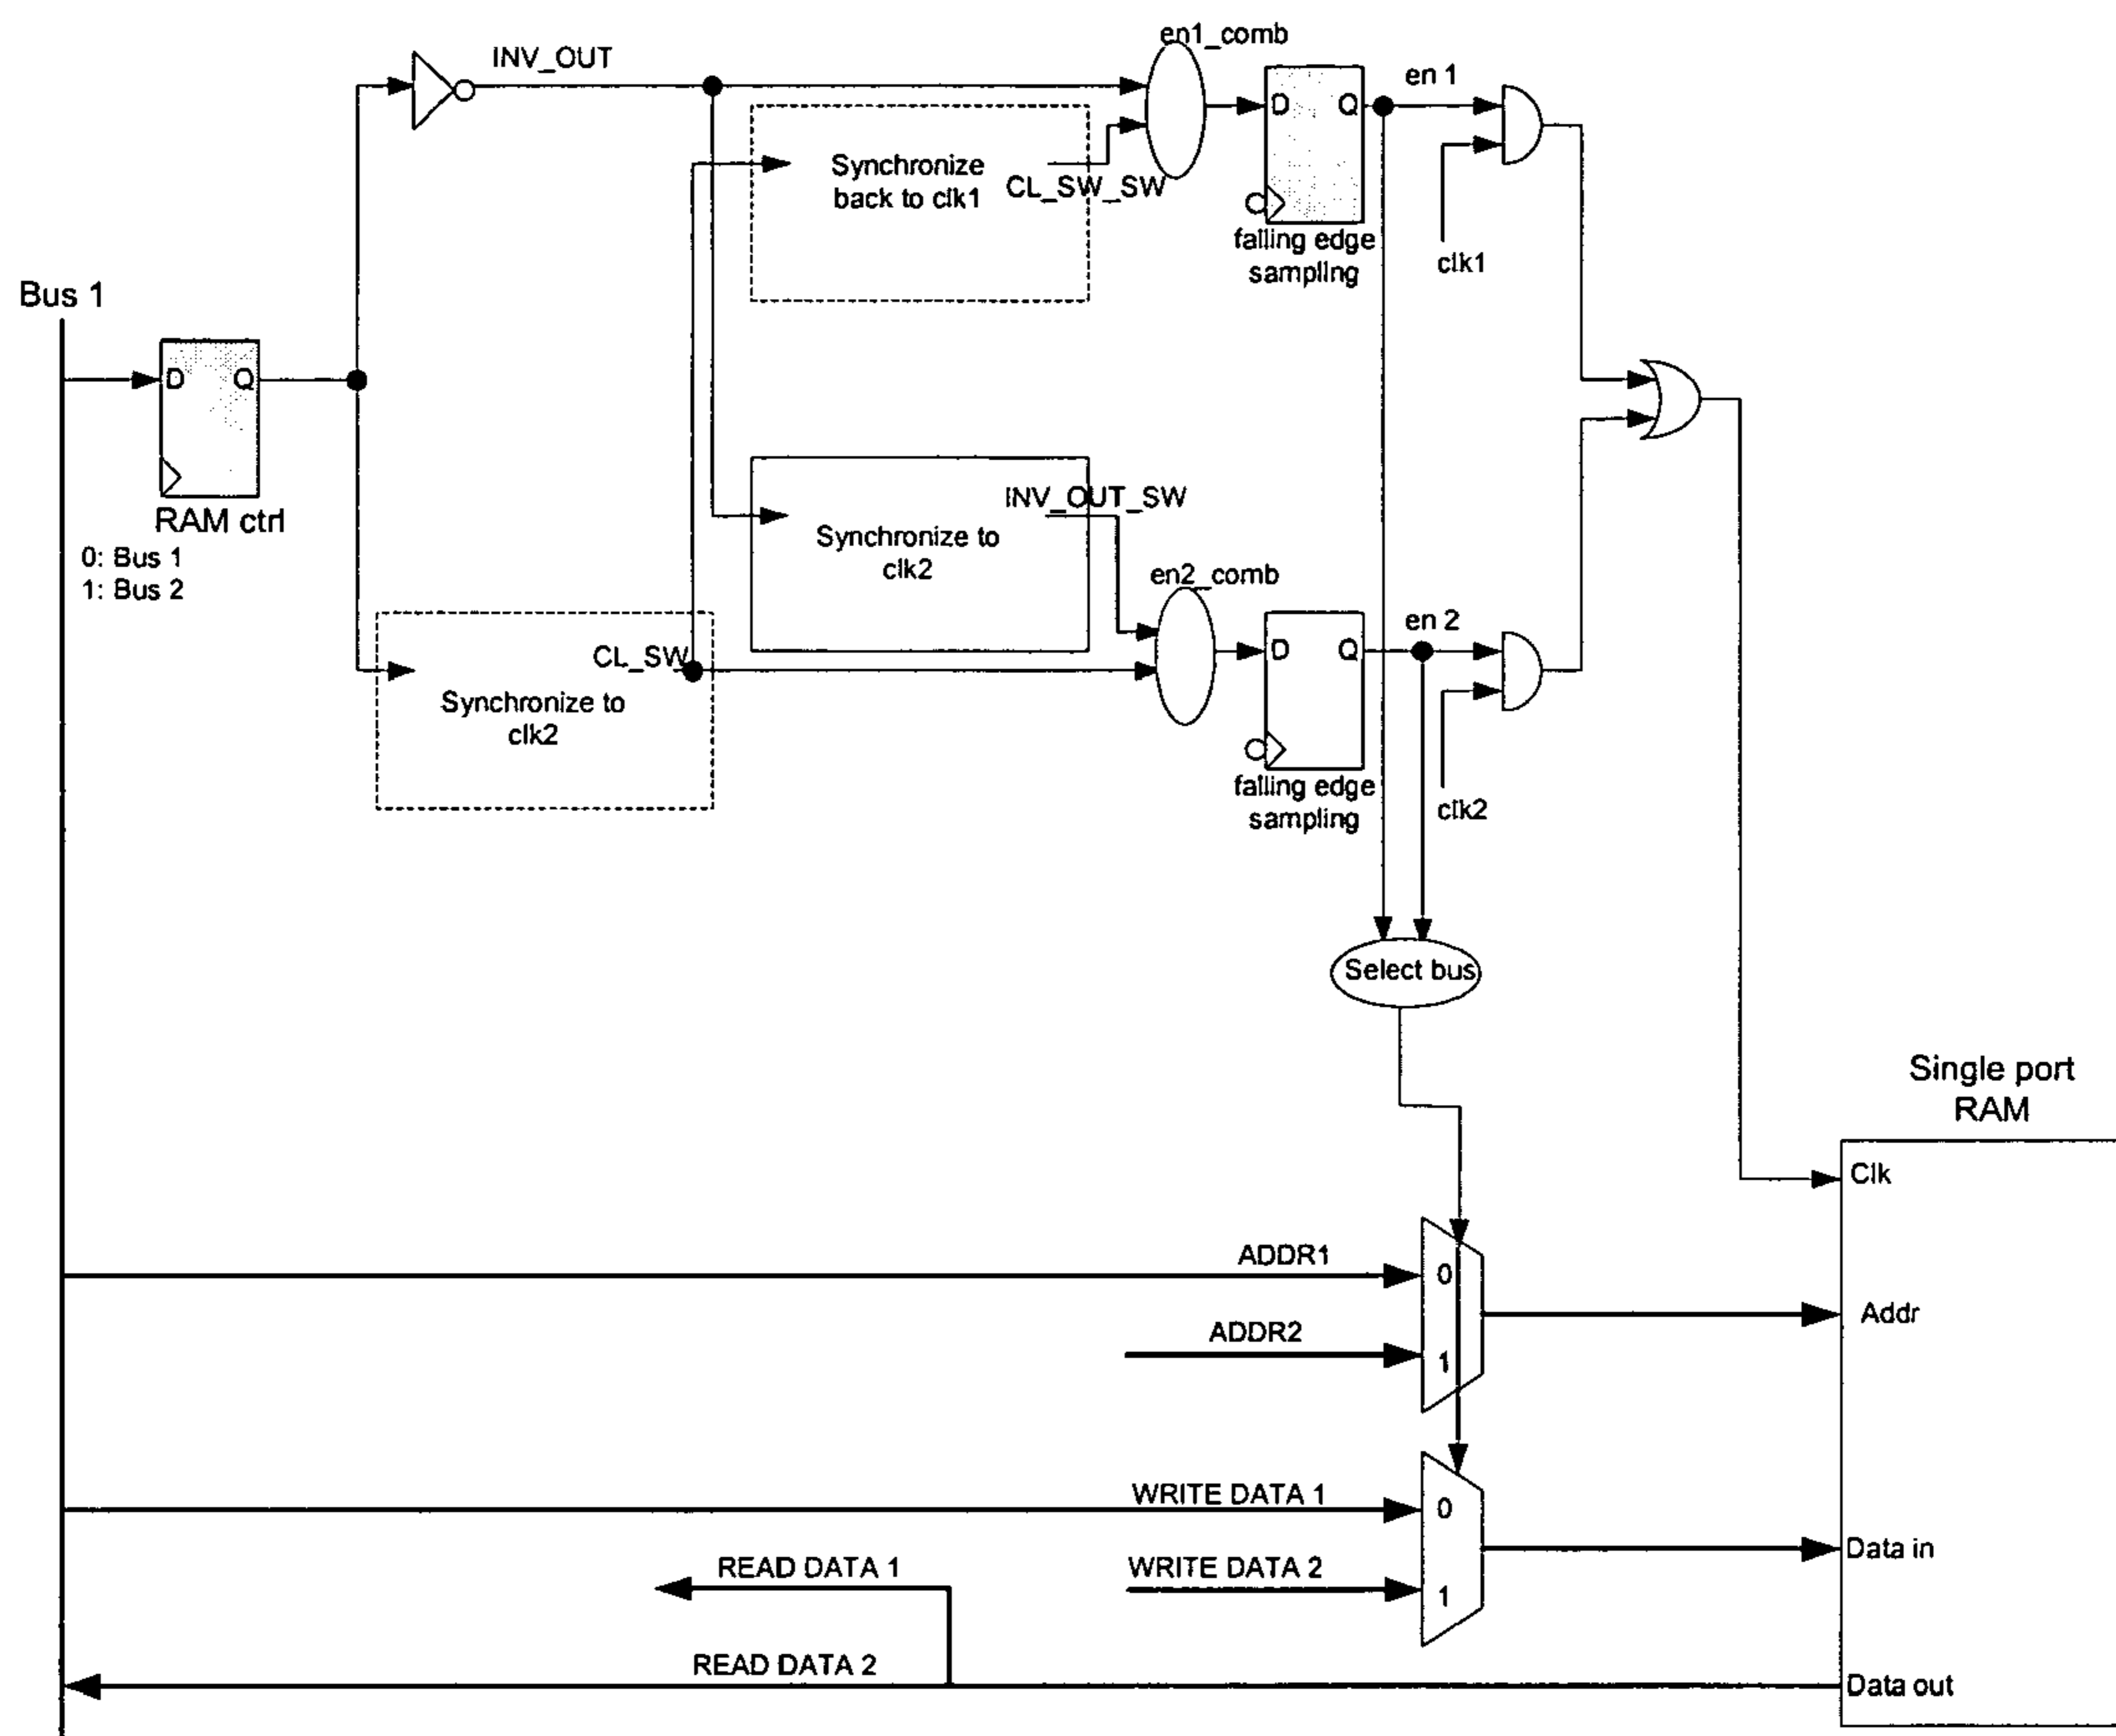 INV_OUT
en1_comb
D
Q
en 1
Synchronize
back to clk1
CL_SW_SW
falling edge
sampling
clk1
Bus 1
D
Q
RAM ctrl
0: Bus 1
1: Bus 2
INV_OUT_SW
Synchronize to
clk2
en2_comb
D
Q
en 2
CL_SW
Synchronize to
clk2
falling edge
sampling
clk2
Select bus
Single port
RAM
Clk
ADDR1
0
Addr
ADDR2
1
WRITE DATA 1
0
Data in
READ DATA 1
WRITE DATA 2
1
READ DATA 2
Data out